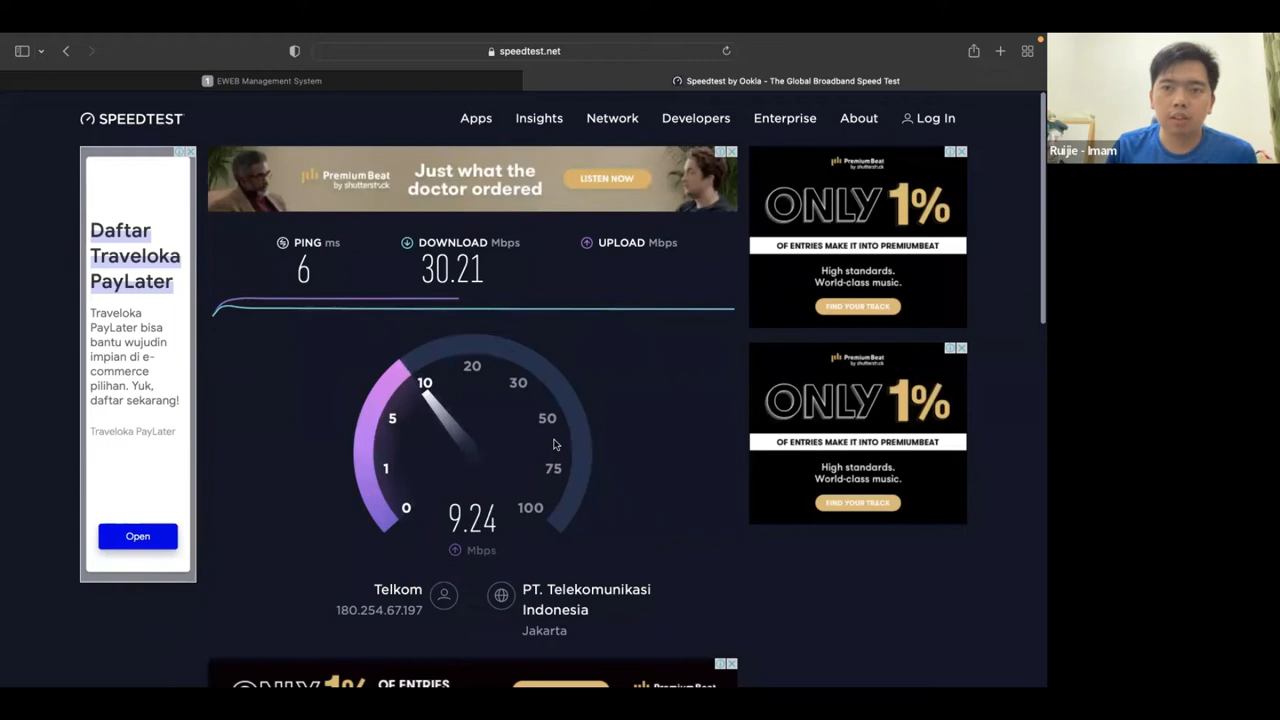 speedtest.net
1 EWEB Management System
Speedtest by Ookla - The Global Broadband Speed Test
SPEEDTEST
Apps
Insights
Network
Developers
Enterprise
About
Log In
Ruijie - Imam
Daftar
Traveloka
PayLater
Traveloka
PayLater bisa
bantu wujudin
impian di e-
commerce
pilihan. Yuk,
daftar sekarang!
Traveloka PayLater
Open
PremiumBeat
by shutterstock
Just what the
doctor ordered
LISTEN NOW
PING ms
6
DOWNLOAD Mbps
30.21
UPLOAD Mbps
0
1
5
10
20
30
50
75
100
9.24
Mbps
Telkom
180.254.67.197
PT. Telekomunikasi
Indonesia
Jakarta
PremiumBeat
by shutterstock
ONLY 1%
OF ENTRIES MAKE IT INTO PREMIUMBEAT
High standards.
World-class music.
FIND YOUR TRACK
PremiumBeat
by shutterstock
ONLY 1%
OF ENTRIES MAKE IT INTO PREMIUMBEAT
High standards.
World-class music.
FIND YOUR TRACK
ONLY 1%
OF ENTRIES
PremiumBeat